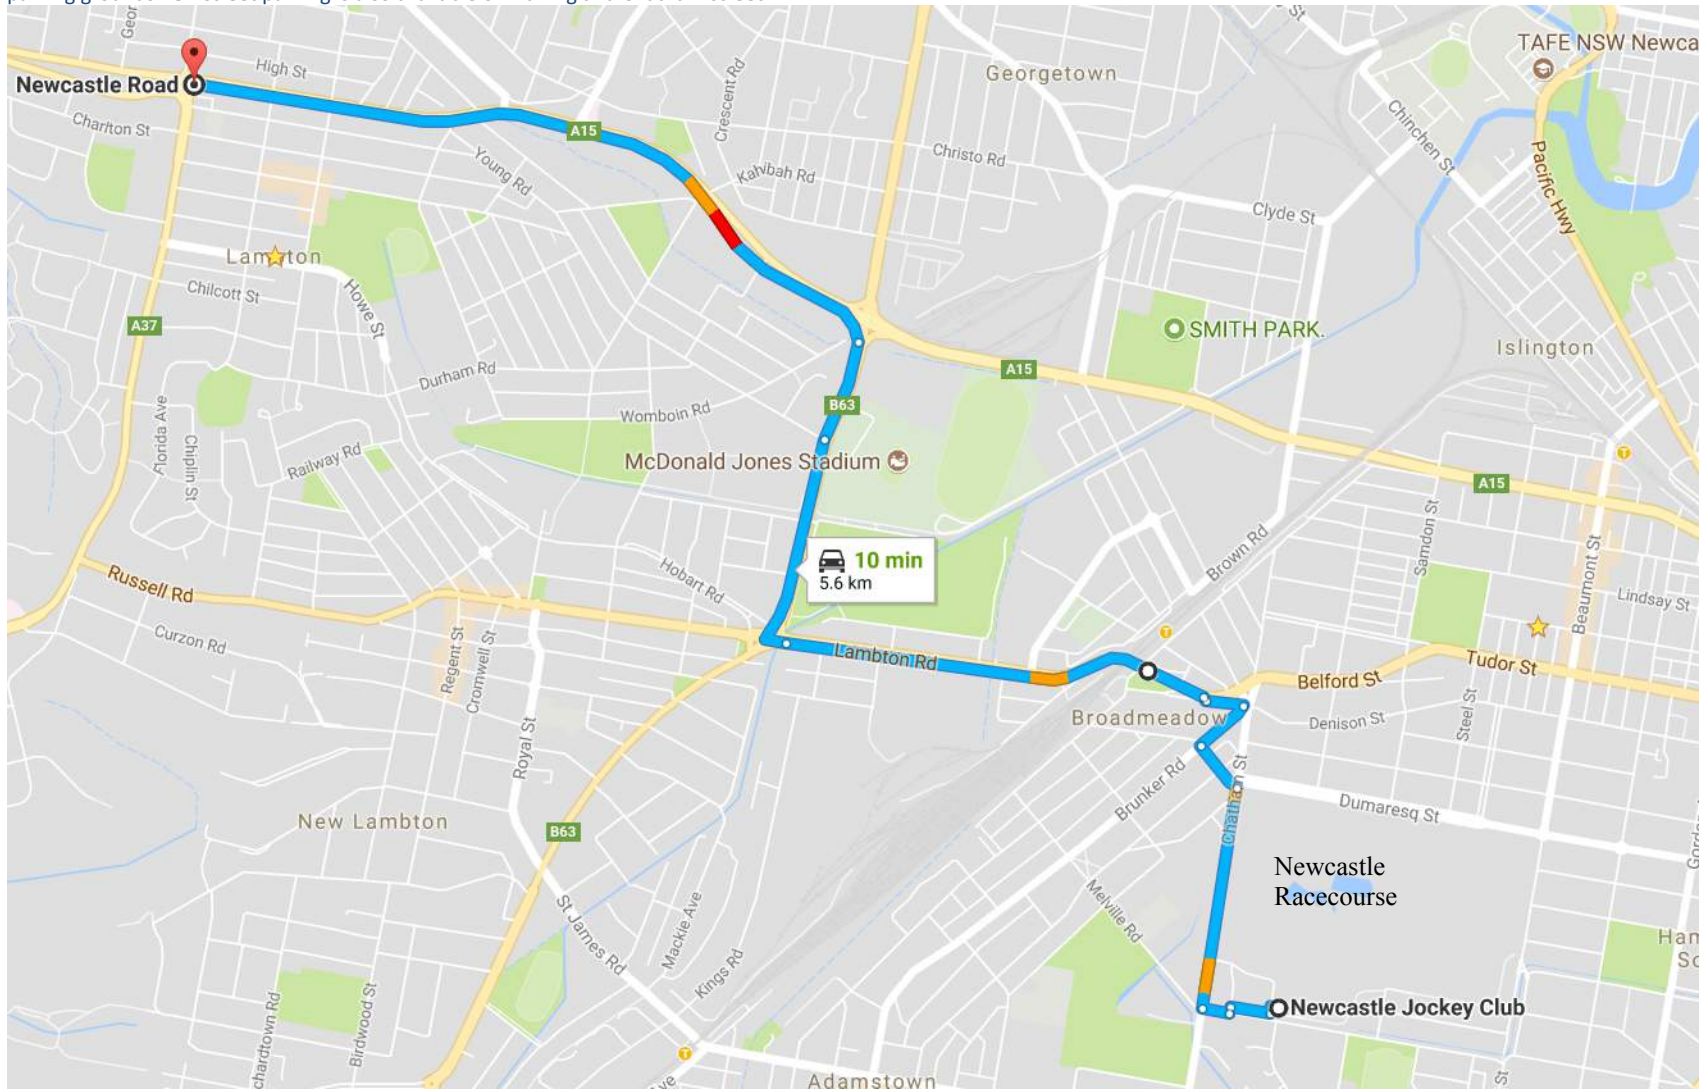 High St
TAFE NSW Newca
Georgetown
Newcastle Road
Charlton St
A15
Crescent Rd
Chinchen St
Young Rd
Christo Rd
Pacific Hwy
Clyde St
Lambton
Chilcott St
Howe St
A37
SMITH PARK.
Islington
Durham Rd
A15
B63
Womboin Rd
Florida Ave
Chiplin St
Railway Rd
McDonald Jones Stadium
A15
Samdon St
Brown Rd
Beaumont St
10 min
5.6 km
Hobart Rd
Russell Rd
Lindsay St
Curzon Rd
Regent St
Cromwell St
Lambton Rd
Tudor St
Belford St
Broadmeadow
Denison St
Steel St
Royal St
Brunker Rd
Chatham St
Dumaresq St
New Lambton
B63
Newcastle
Racecourse
Melville Rd
St James Rd
Mackie Ave
Kings Rd
Birdwood St
Newcastle Jockey Club
chardtown Rd
Adamstown